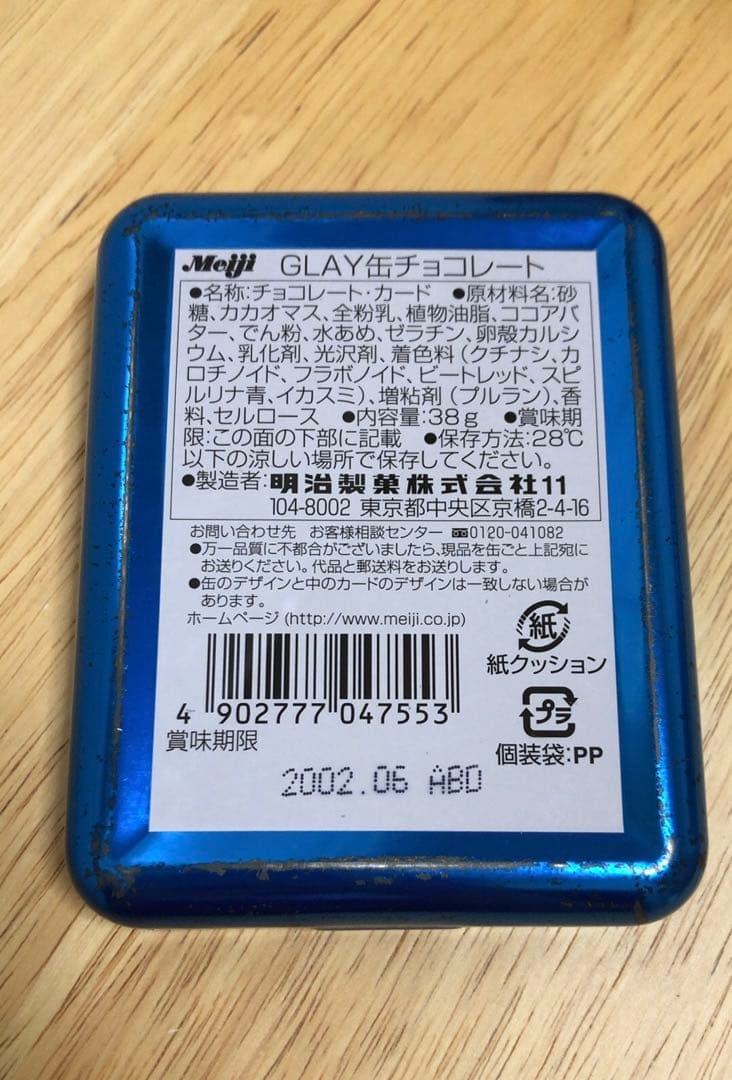 Meiji GLAY缶チョコレート
●名称:チョコレート・カード ●原材料名:砂
糖、カカオマス、全粉乳、植物油脂、ココアバ
ター、でん粉、水あめ、ゼラチン、卵殻カルシ
ウム、乳化剤、光沢剤、着色料(クチナシ、カ
ロチノイド、フラボノイド、ビートレッド、スピ
ルリナ青、イカスミ)、増粘剤(プルラン)、香
料、セルロース ●内容量:38g ●賞味期
限:この面の下部に記載 ●保存方法:28℃
以下の涼しい場所で保存してください。
●製造者:明治製菓株式会社11
104-8002 東京都中央区京橋2-4-16
お問い合わせ先 お客様相談センター 0120-041082
●万一品質に不都合がございましたら、現品を缶ごと上記宛に
お送りください。代品と郵送料をお送りします。
●缶のデザインと中のカードのデザインは一致しない場合が
あります。
ホームページ(http://www.meiji.co.jp)
紙
紙クッション
4 902777 047553
プラ
個装袋:PP
賞味期限
2002.06 ABO